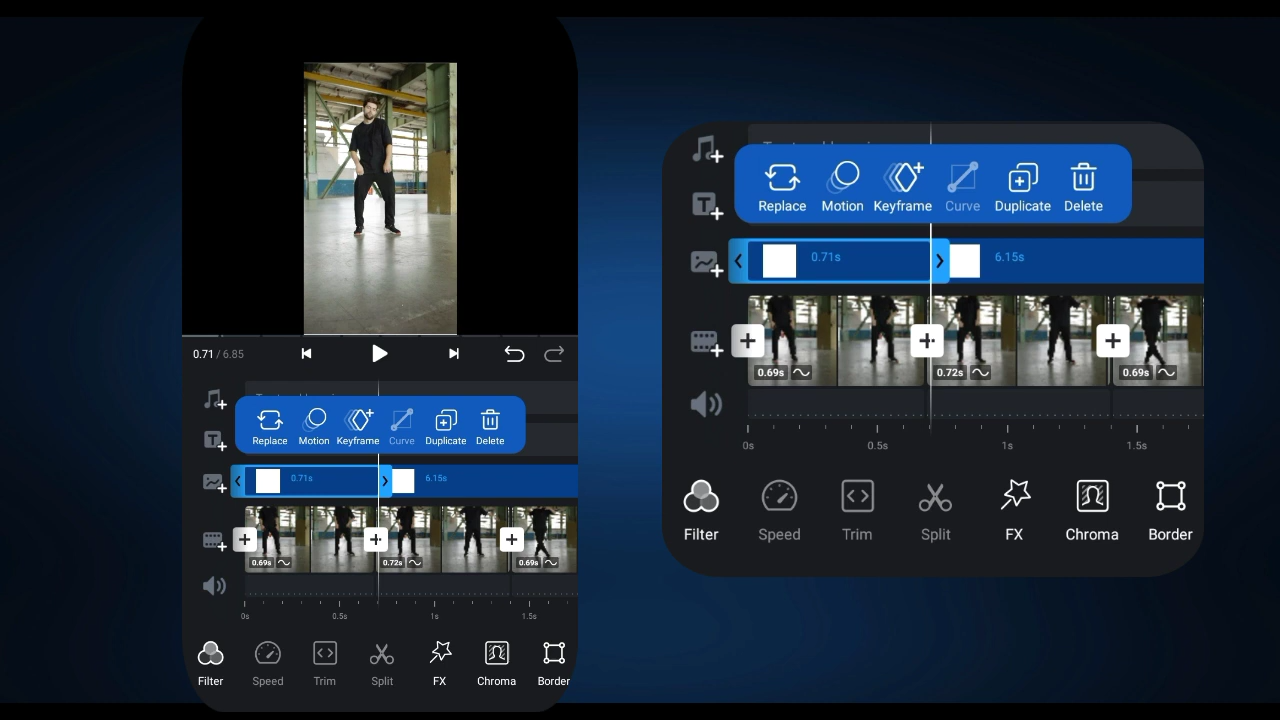 0.71 / 6.85
Replace Motion Keyframe Curve Duplicate Delete
0.71s 6.15s
0.69s 0.72s 0.69s
0s 0.5s 1s 1.5s
Filter Speed Trim Split FX Chroma Border
Replace Motion Keyframe Curve Duplicate Delete
0.71s 6.15s
0.69s 0.72s 0.69s
0s 0.5s 1s 1.5s
Filter Speed Trim Split FX Chroma Border